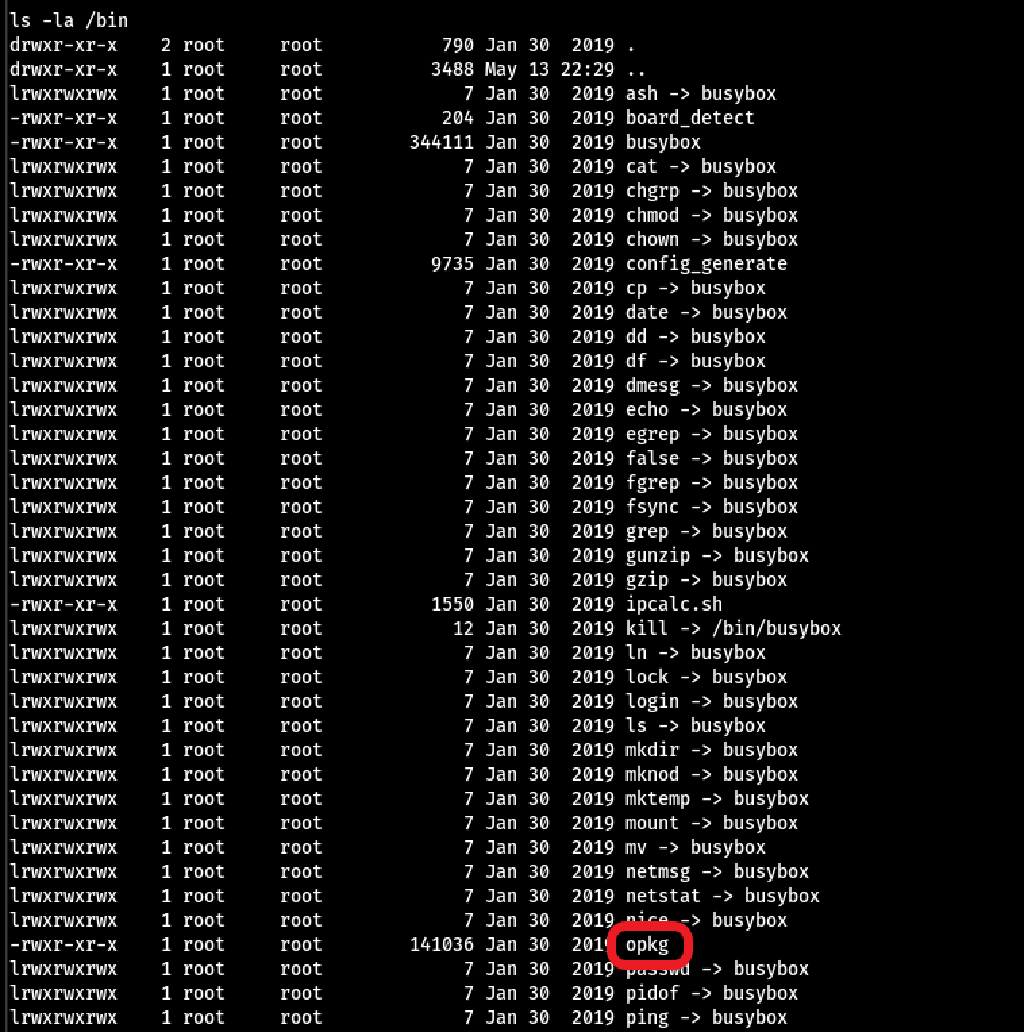 ls -la /bin
drwxr-xr-x    2 root     root           790 Jan 30  2019 .
drwxr-xr-x    1 root     root          3488 May 13 22:29 ..
lrwxrwxrwx    1 root     root             7 Jan 30  2019 ash -> busybox
-rwxr-xr-x    1 root     root           204 Jan 30  2019 board_detect
-rwxr-xr-x    1 root     root        344111 Jan 30  2019 busybox
lrwxrwxrwx    1 root     root             7 Jan 30  2019 cat -> busybox
lrwxrwxrwx    1 root     root             7 Jan 30  2019 chgrp -> busybox
lrwxrwxrwx    1 root     root             7 Jan 30  2019 chmod -> busybox
lrwxrwxrwx    1 root     root             7 Jan 30  2019 chown -> busybox
-rwxr-xr-x    1 root     root          9735 Jan 30  2019 config_generate
lrwxrwxrwx    1 root     root             7 Jan 30  2019 cp -> busybox
lrwxrwxrwx    1 root     root             7 Jan 30  2019 date -> busybox
lrwxrwxrwx    1 root     root             7 Jan 30  2019 dd -> busybox
lrwxrwxrwx    1 root     root             7 Jan 30  2019 df -> busybox
lrwxrwxrwx    1 root     root             7 Jan 30  2019 dmesg -> busybox
lrwxrwxrwx    1 root     root             7 Jan 30  2019 echo -> busybox
lrwxrwxrwx    1 root     root             7 Jan 30  2019 egrep -> busybox
lrwxrwxrwx    1 root     root             7 Jan 30  2019 false -> busybox
lrwxrwxrwx    1 root     root             7 Jan 30  2019 fgrep -> busybox
lrwxrwxrwx    1 root     root             7 Jan 30  2019 fsync -> busybox
lrwxrwxrwx    1 root     root             7 Jan 30  2019 grep -> busybox
lrwxrwxrwx    1 root     root             7 Jan 30  2019 gunzip -> busybox
lrwxrwxrwx    1 root     root             7 Jan 30  2019 gzip -> busybox
-rwxr-xr-x    1 root     root          1550 Jan 30  2019 ipcalc.sh
lrwxrwxrwx    1 root     root            12 Jan 30  2019 kill -> /bin/busybox
lrwxrwxrwx    1 root     root             7 Jan 30  2019 ln -> busybox
lrwxrwxrwx    1 root     root             7 Jan 30  2019 lock -> busybox
lrwxrwxrwx    1 root     root             7 Jan 30  2019 login -> busybox
lrwxrwxrwx    1 root     root             7 Jan 30  2019 ls -> busybox
lrwxrwxrwx    1 root     root             7 Jan 30  2019 mkdir -> busybox
lrwxrwxrwx    1 root     root             7 Jan 30  2019 mknod -> busybox
lrwxrwxrwx    1 root     root             7 Jan 30  2019 mktemp -> busybox
lrwxrwxrwx    1 root     root             7 Jan 30  2019 mount -> busybox
lrwxrwxrwx    1 root     root             7 Jan 30  2019 mv -> busybox
lrwxrwxrwx    1 root     root             7 Jan 30  2019 netmsg -> busybox
lrwxrwxrwx    1 root     root             7 Jan 30  2019 netstat -> busybox
lrwxrwxrwx    1 root     root             7 Jan 30  2019 nice -> busybox
-rwxr-xr-x    1 root     root        141036 Jan 30  2019 opkg
lrwxrwxrwx    1 root     root             7 Jan 30  2019 passwd -> busybox
lrwxrwxrwx    1 root     root             7 Jan 30  2019 pidof -> busybox
lrwxrwxrwx    1 root     root             7 Jan 30  2019 ping -> busybox